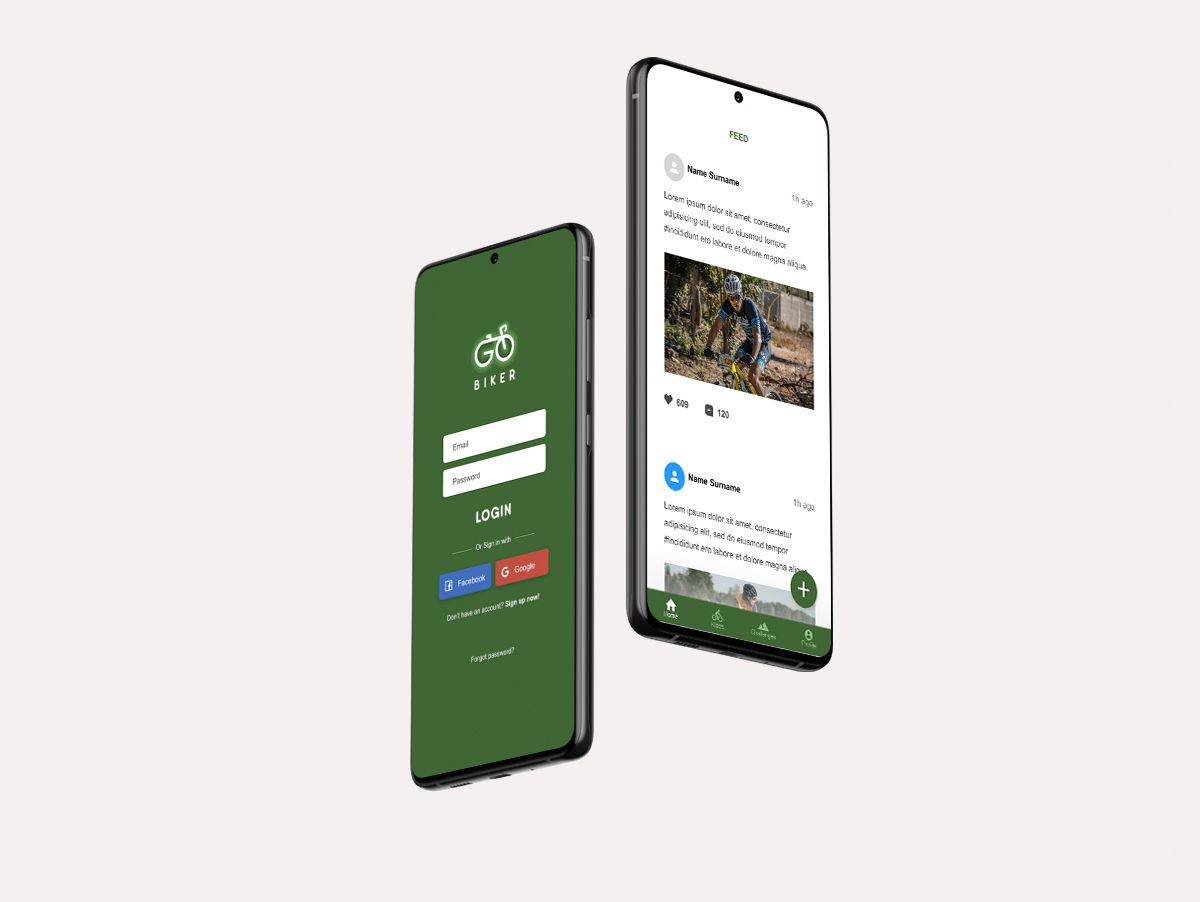 GO
BIKER
Email
Password
LOGIN
Or Sign in with
Facebook
Google
Don't have an account? Sign up now!
Forgot password?
FEED
Name Surname
1h ago
Lorem ipsum dolor sit amet, consectetur
adipisicing elit, sed do eiusmod tempor
#incididunt ero labore et dolore magna aliqua.
609
120
Name Surname
1h ago
Lorem ipsum dolor sit amet, consectetur
adipisicing elit, sed do eiusmod tempor
#incididunt ero labore et dolore magna
Home
Rides
Challenges
Profile